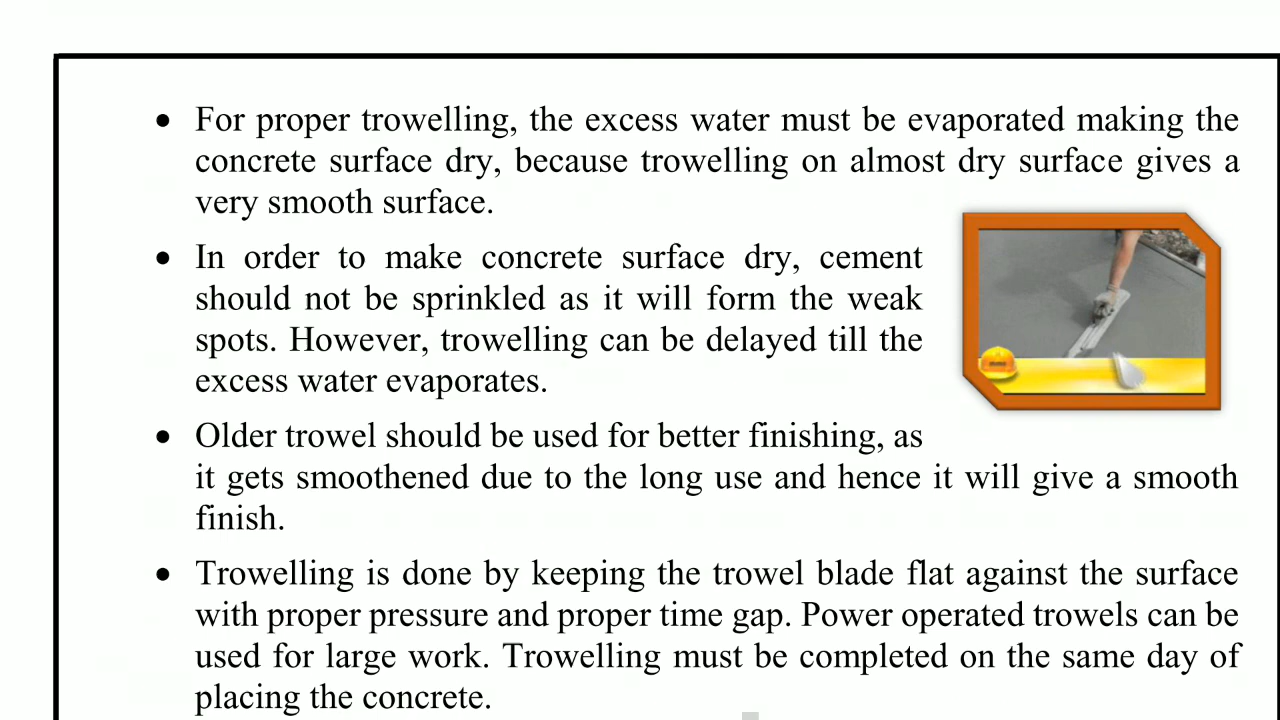 • For proper trowelling, the excess water must be evaporated making the
concrete surface dry, because trowelling on almost dry surface gives a
very smooth surface.
• In order to make concrete surface dry, cement
should not be sprinkled as it will form the weak
spots. However, trowelling can be delayed till the
excess water evaporates.
• Older trowel should be used for better finishing, as
it gets smoothened due to the long use and hence it will give a smooth
finish.
• Trowelling is done by keeping the trowel blade flat against the surface
with proper pressure and proper time gap. Power operated trowels can be
used for large work. Trowelling must be completed on the same day of
placing the concrete.